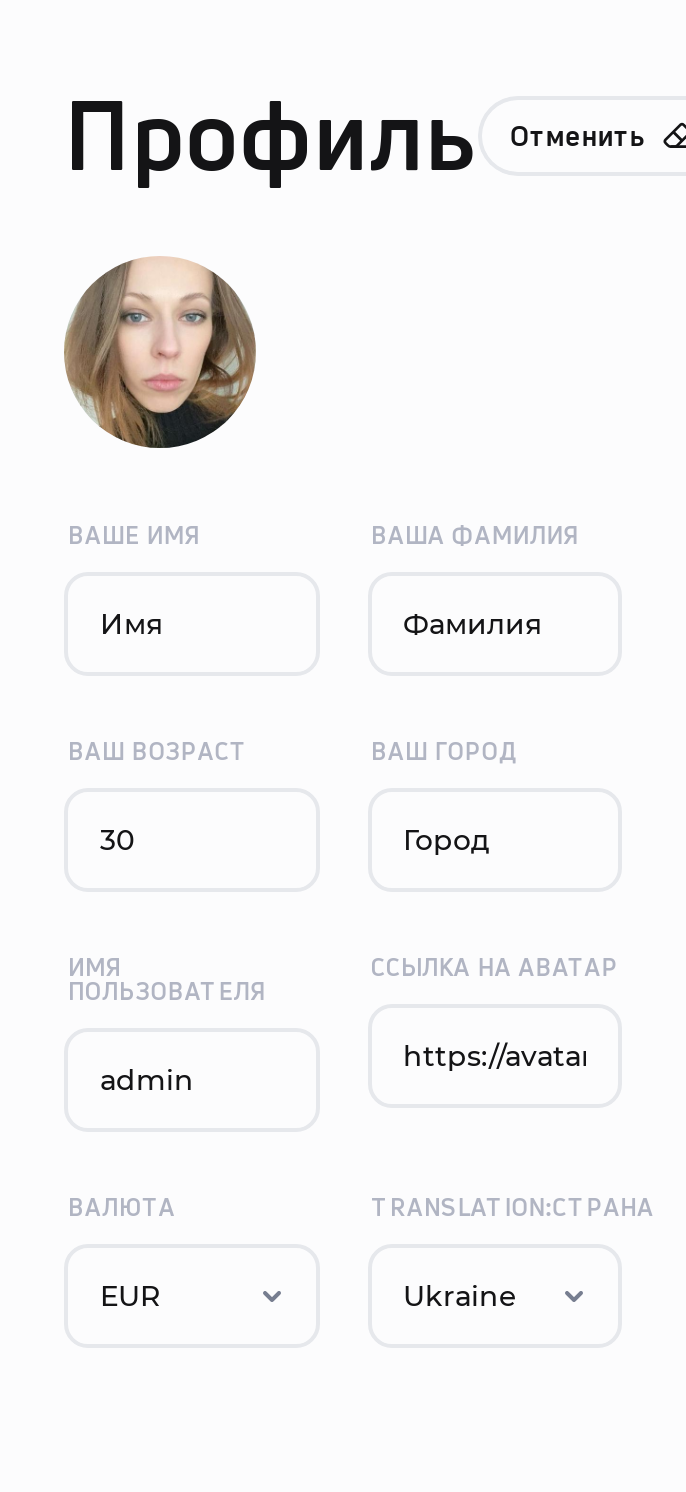 Профиль
Отменить
ВАШЕ ИМЯ
ВАША ФАМИЛИЯ
Имя
Фамилия
ВАШ ВОЗРАСТ
ВАШ ГОРОД
30
Город
ИМЯ
ПОЛЬЗОВАТЕЛЯ
ССЫЛКА НА АВАТАР
admin
https://avatar
ВАЛЮТА
TRANSLATION:СТРАНА
EUR
Ukraine